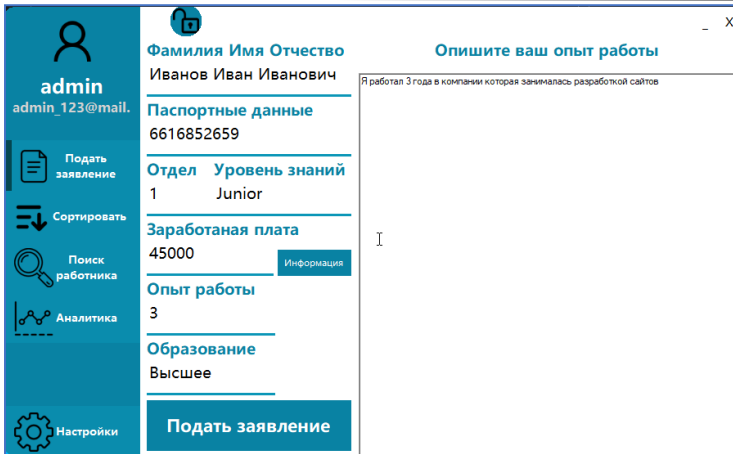 admin
admin_123@mail.
Подать
заявление
Сортировать
Поиск
работника
Аналитика
Настройки
Фамилия Имя Отчество
Иванов Иван Иванович
Паспортные данные
6616852659
Отдел Уровень знаний
1 Junior
Заработаная плата
45000
Информация
Опыт работы
3
Образование
Высшее
Подать заявление
_ X
Опишите ваш опыт работы
Я работал 3 года в компании которая занималась разработкой сайтов